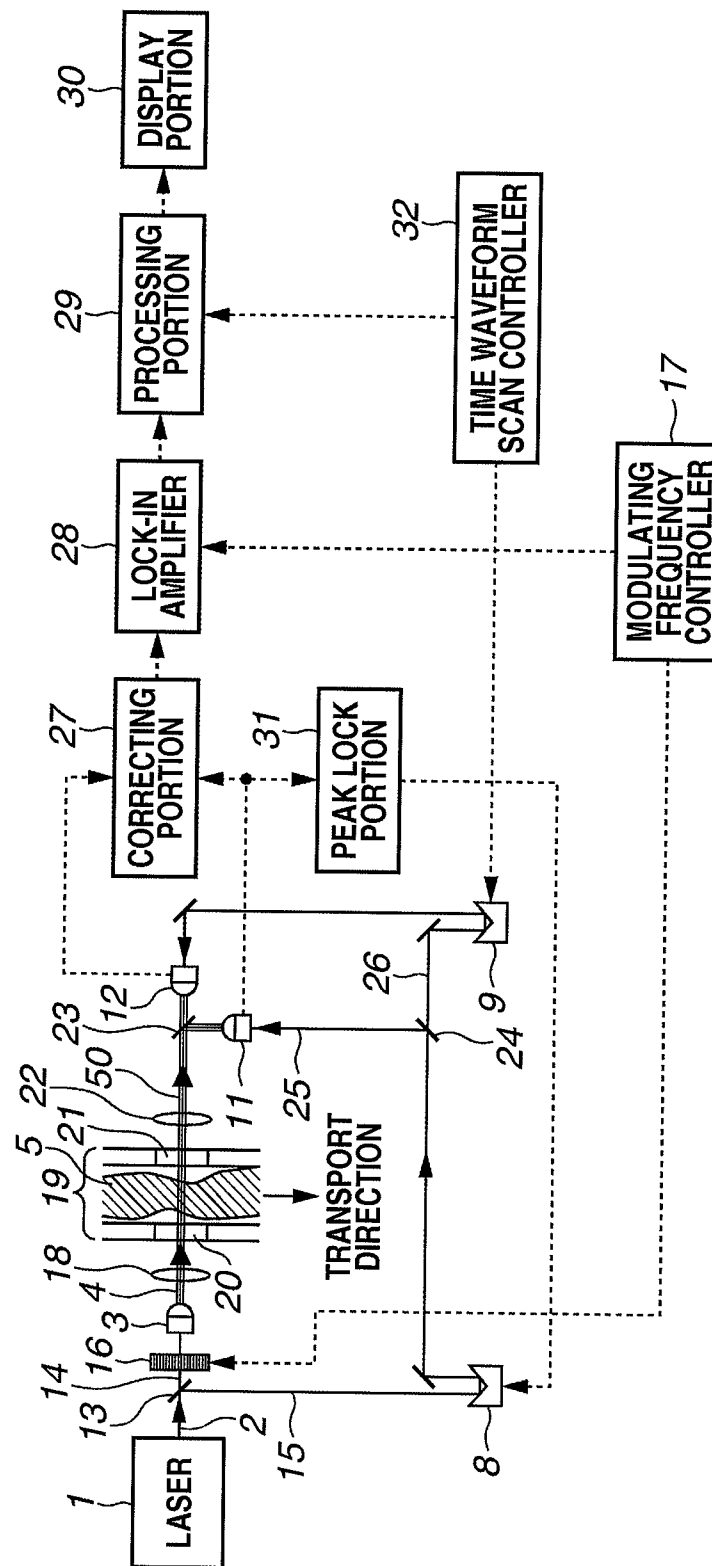 1
LASER
2
13
14
15
16
3
4
18
20
19
5
21
22
50
23
12
11
25
24
26
8
9
TRANSPORT
DIRECTION
27
CORRECTING
PORTION
31
PEAK LOCK
PORTION
28
LOCK-IN
AMPLIFIER
29
PROCESSING
PORTION
30
DISPLAY
PORTION
32
TIME WAVEFORM
SCAN CONTROLLER
17
MODULATING
FREQUENCY
CONTROLLER